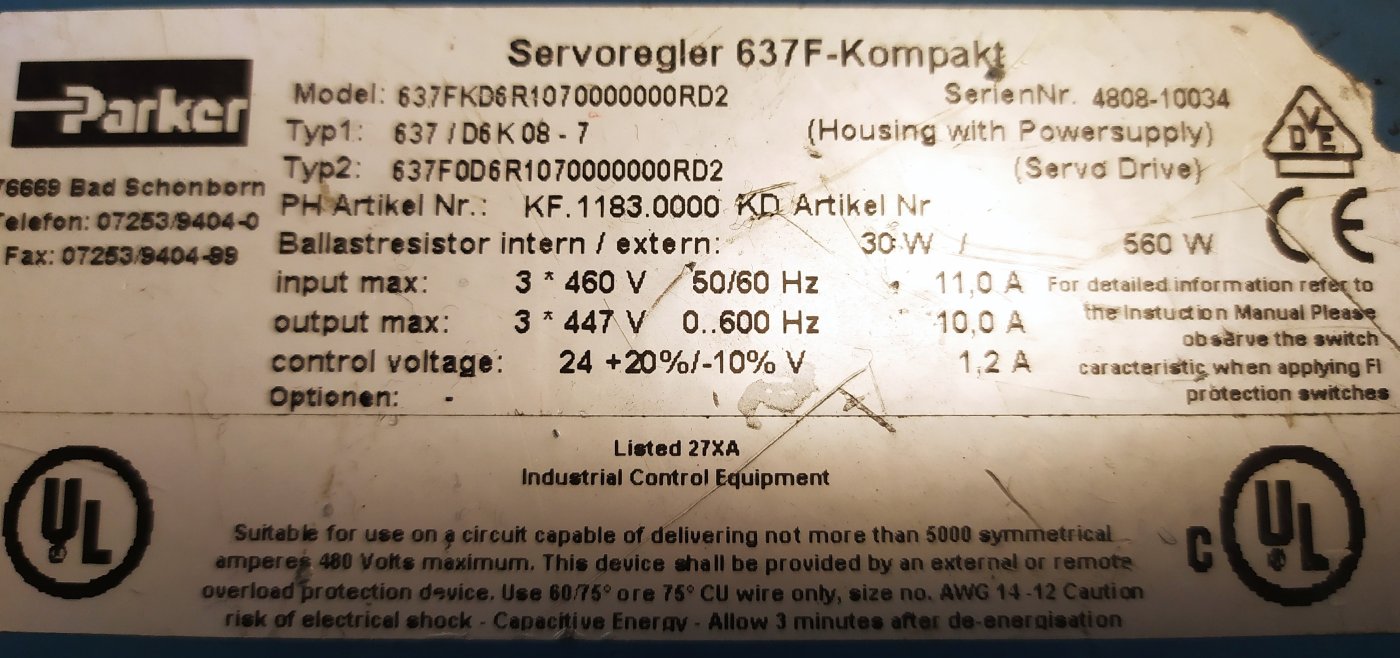 Servoregler 637F-Kompakt
Parker
Model: 637FKD6R1070000000RD2 SerienNr. 4808-10034
Typ1: 637/D6K08-7 (Housing with Powersupply)
Typ2: 637F0D6R1070000000RD2 (Servo Drive)
VDE
76669 Bad Schönborn
Telefon: 07253/9404-0
Fax: 07253/9404-99
PH Artikel Nr.: KF.1183.0000 KD Artikel Nr
Ballastresistor intern / extern: 30 W / 560 W
CE
input max: 3 * 460 V 50/60 Hz 11,0 A
output max: 3 * 447 V 0..600 Hz 10,0 A
control voltage: 24 +20%/-10% V 1,2 A
Optionen: -
For detailed information refer to
the Instuction Manual Please
obsärve the switch
caracteristic when applying FI
protection switches
Listed 27XA
Industrial Control Equipment
UL
Suitable for use on a circuit capable of delivering not more than 5000 symmetrical
amperes 480 Volts maximum. This device shall be provided by an external or remote
overload protection device. Use 60/75° ore 75° CU wire only, size no. AWG 14-12 Caution
risk of electrical shock - Capacitive Energy - Allow 3 minutes after de-energisation
C UL